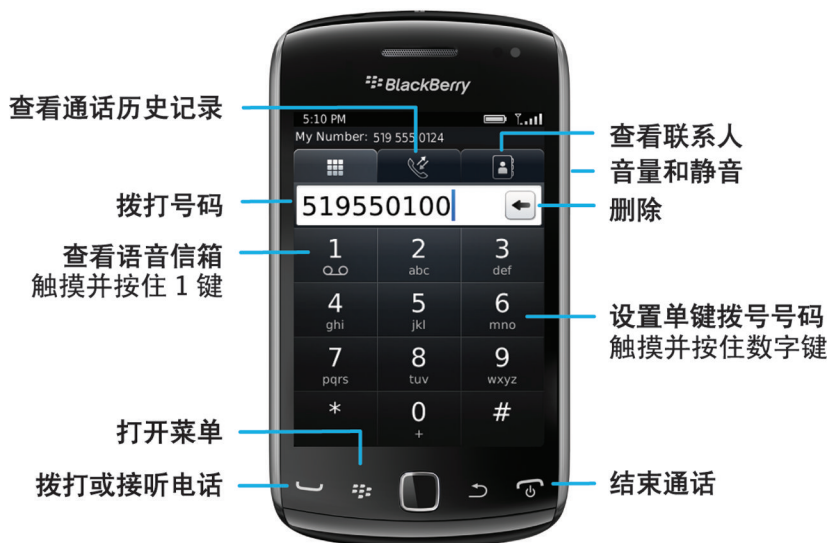 BlackBerry
查看通话历史记录
5:10 PM
My Number: 519 555 0124
查看联系人
音量和静音
拨打号码
519550100
删除
查看语音信箱
触摸并按住 1 键
1
2 abc
3 def
4 ghi
5 jkl
6 mno
设置单键拨号号码
触摸并按住数字键
7 pqrs
8 tuv
9 wxyz
*
0 +
#
打开菜单
拨打或接听电话
结束通话